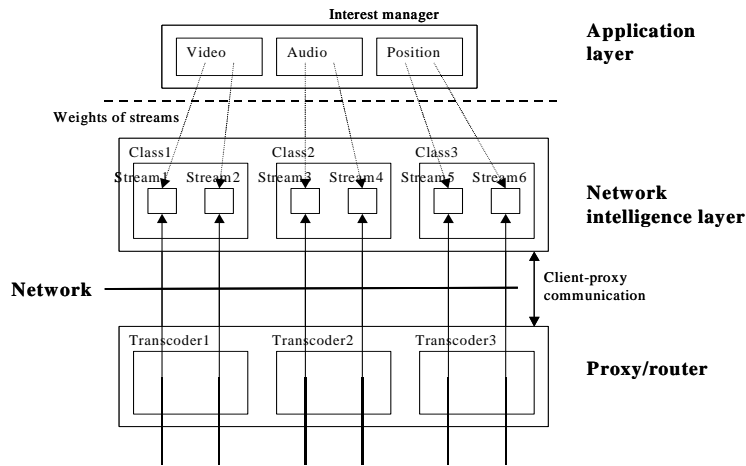 Interest manager
Application
layer
Video
Audio
Position
Weights of streams
Class1
Class2
Class3
Stream1
Stream2
Stream3
Stream4
Stream5
Stream6
Network
intelligence layer
Client-proxy
communication
Network
Transcoder1
Transcoder2
Transcoder3
Proxy/router